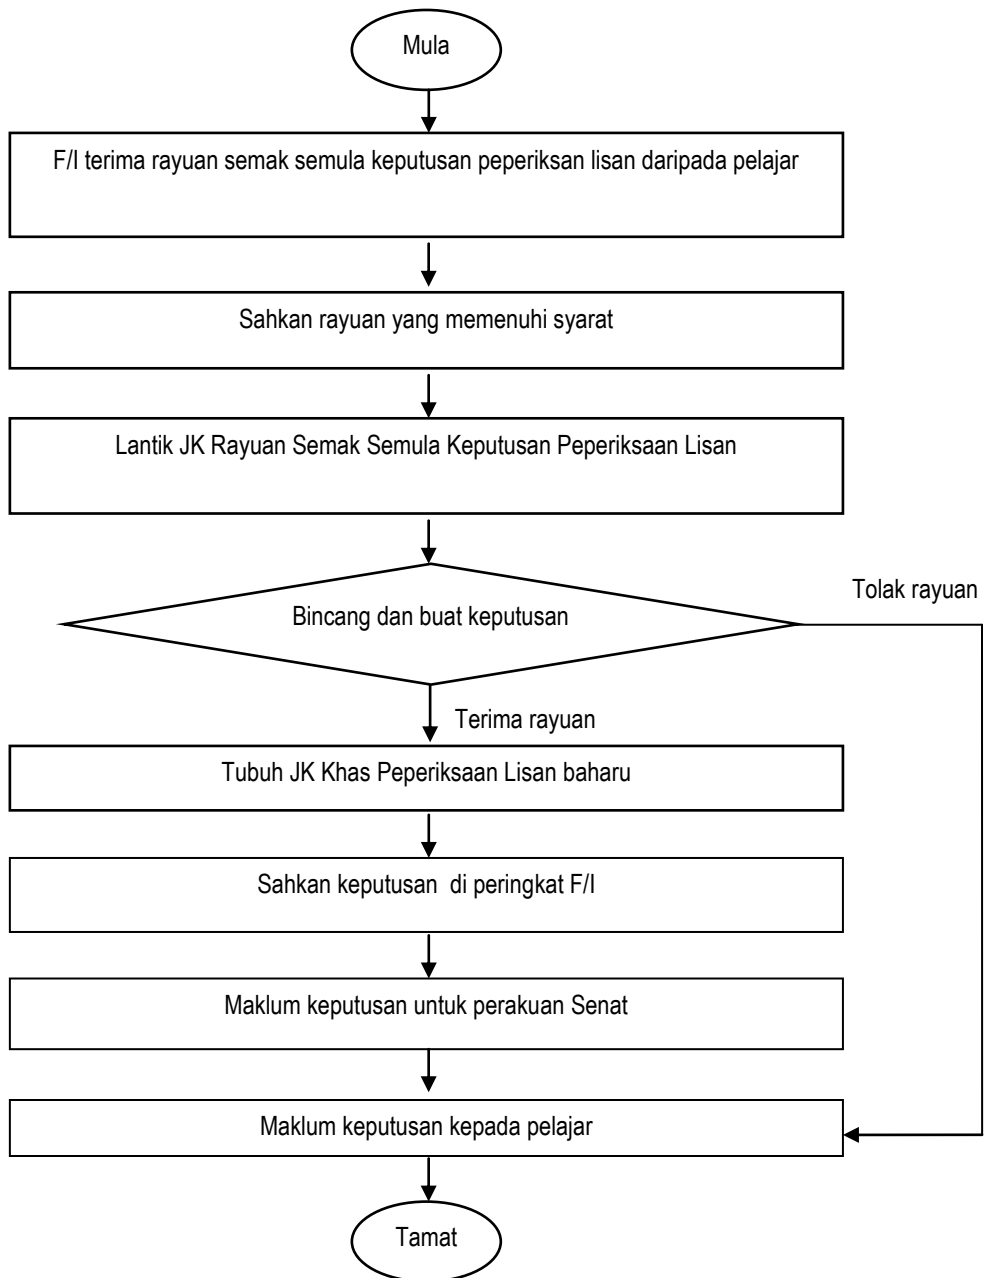 Mula
F/I terima rayuan semak semula keputusan peperiksan lisan daripada pelajar
Sahkan rayuan yang memenuhi syarat
Lantik JK Rayuan Semak Semula Keputusan Peperiksaan Lisan
Bincang dan buat keputusan
Tolak rayuan
Terima rayuan
Tubuh JK Khas Peperiksaan Lisan baharu
Sahkan keputusan di peringkat F/I
Maklum keputusan untuk perakuan Senat
Maklum keputusan kepada pelajar
Tamat